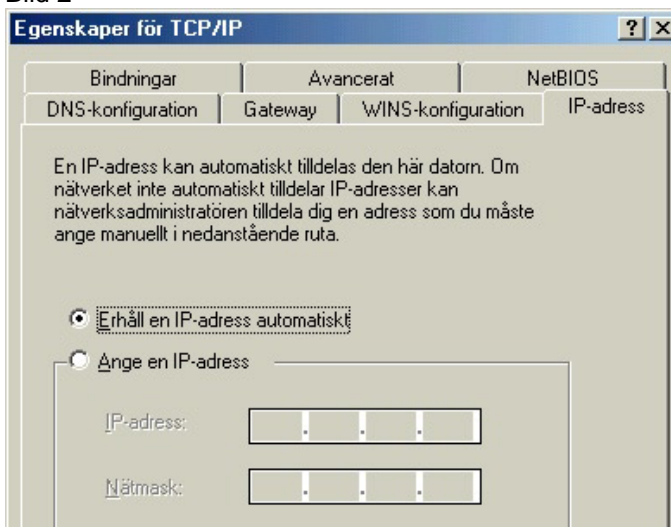 Egenskaper för TCP/IP
Bindningar Avancerat NetBIOS
DNS-konfiguration Gateway WINS-konfiguration IP-adress
En IP-adress kan automatiskt tilldelas den här datorn. Om
nätverket inte automatiskt tilldelar IP-adresser kan
nätverksadministratören tilldela dig en adress som du måste
ange manuellt i nedanstående ruta.
Erhåll en IP-adress automatiskt
Ange en IP-adress
IP-adress:
Nätmask: